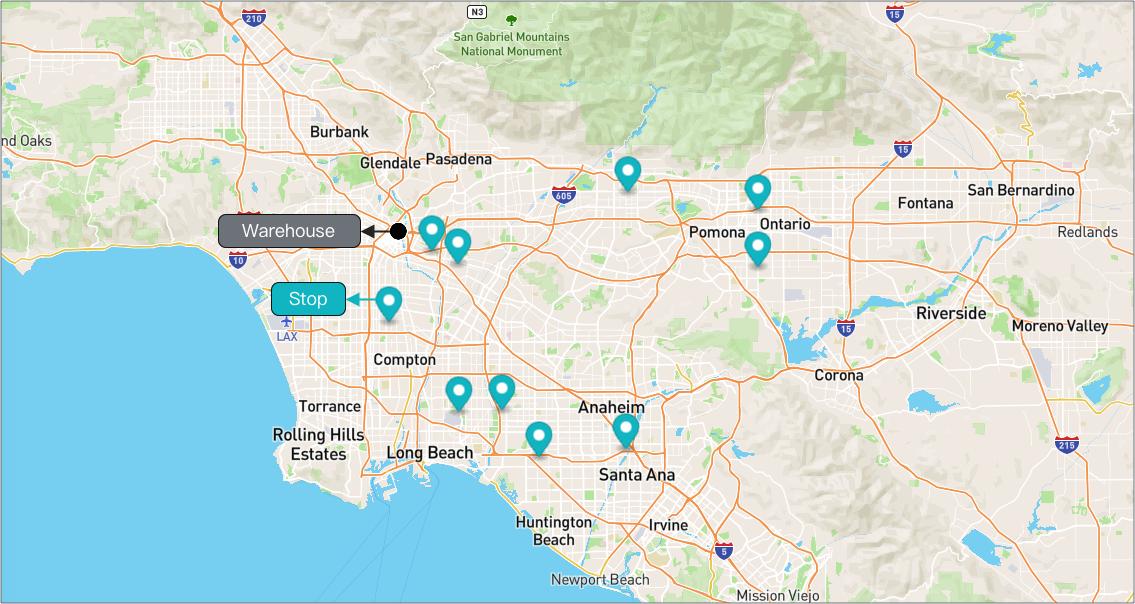 N3
210
15
San Gabriel Mountains
National Monument
Burbank
nd Oaks
Glendale
Pasadena
15
605
San Bernardino
Fontana
Warehouse
Pomona
Ontario
Redlands
10
Stop
LAX
15
Riverside
Moreno Valley
Compton
Corona
Torrance
Anaheim
Rolling Hills
Estates
Long Beach
215
Santa Ana
Huntington
Beach
Irvine
5
Newport Beach
Mission Viejo